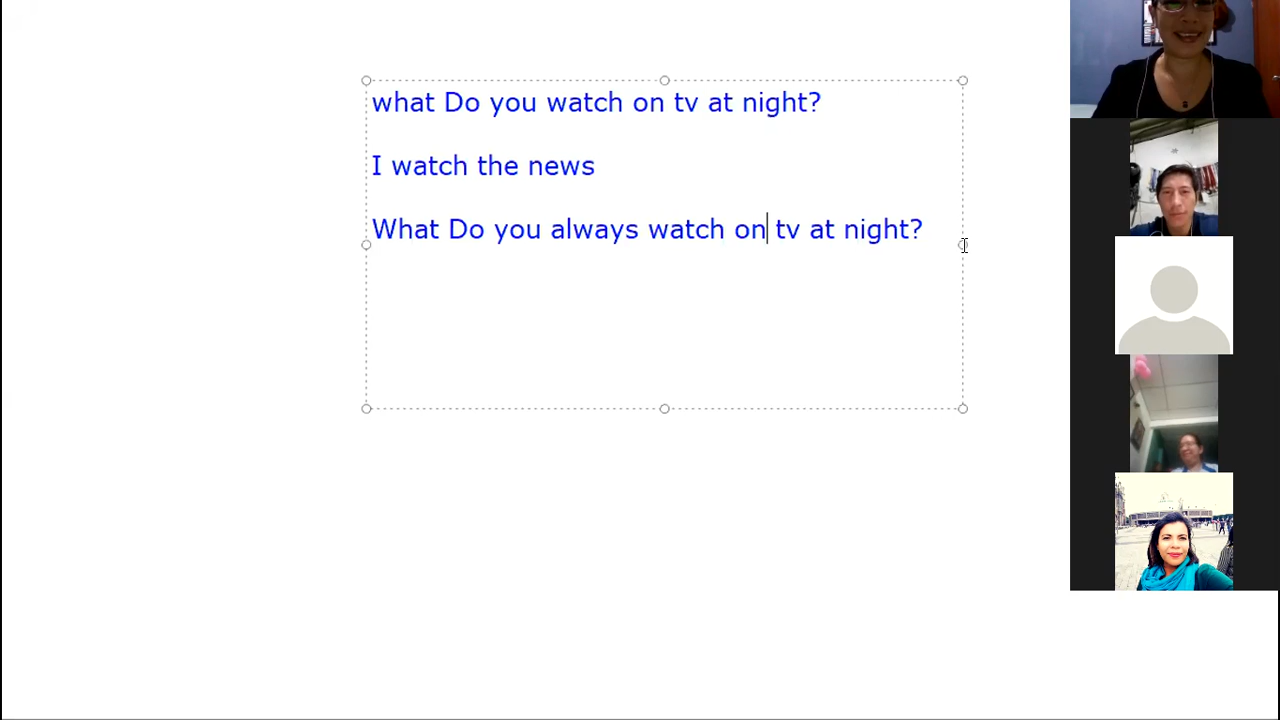 what Do you watch on tv at night?
I watch the news
What Do you always watch on tv at night?